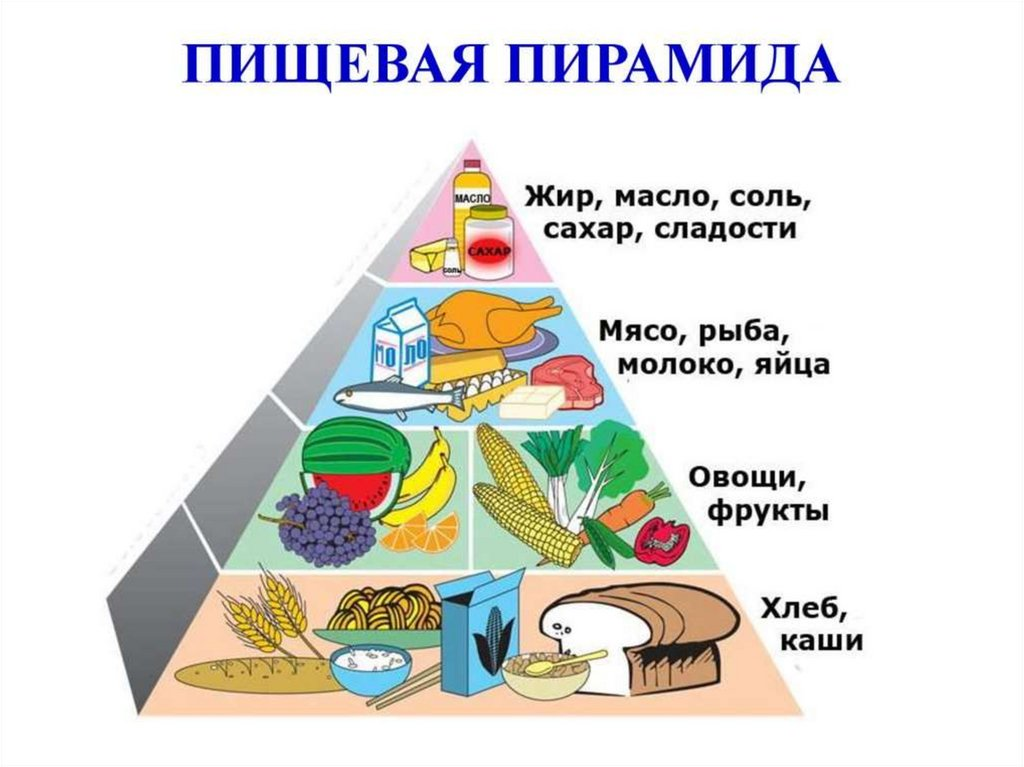 ПИЩЕВАЯ ПИРАМИДА
МАСЛО
САХАР
СОЛЬ
Жир, масло, соль,
сахар, сладости
МО ЛО
Мясо, рыба,
молоко, яйца
Овощи,
фрукты
Хлеб,
каши